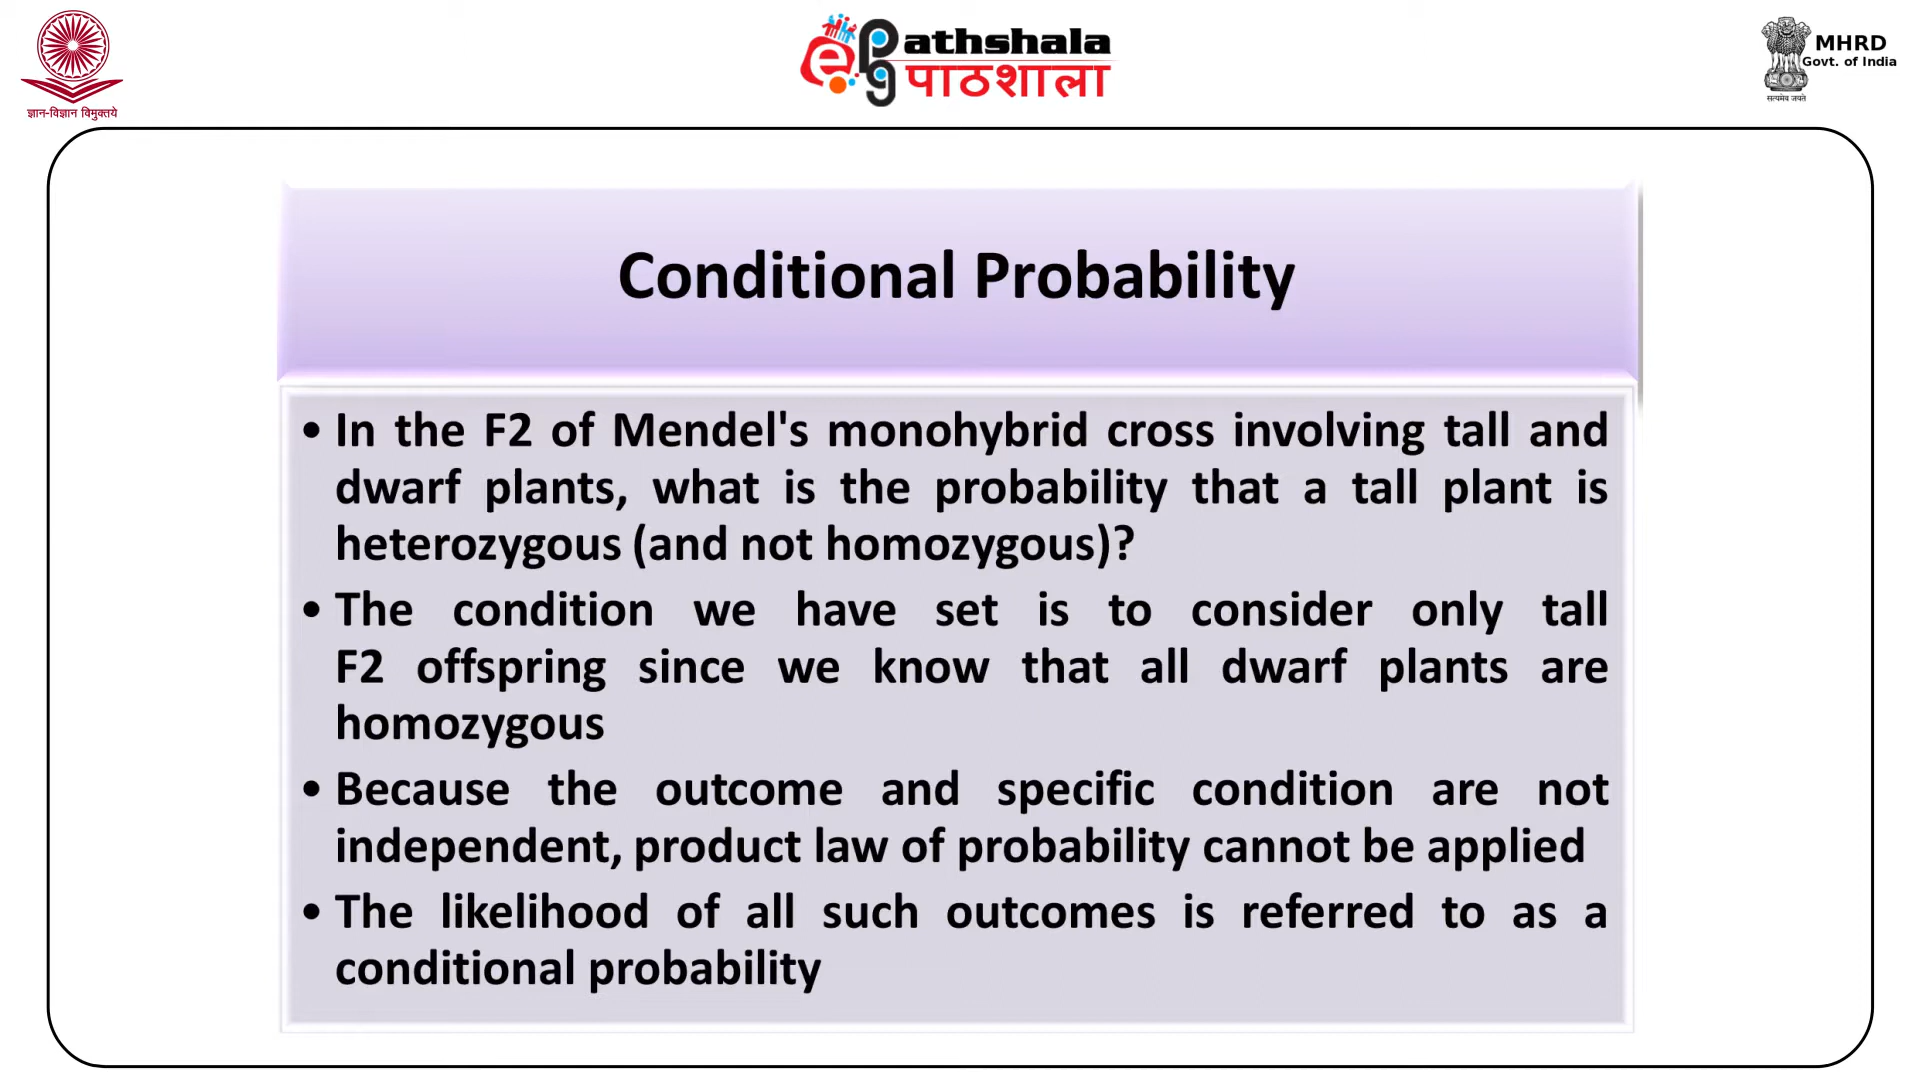 ज्ञान-विज्ञान विमुक्तये
e pg athshala
पाठशाला
MHRD
Govt. of India
सत्यमेव जयते
Conditional Probability
• In the F2 of Mendel's monohybrid cross involving tall and
dwarf plants, what is the probability that a tall plant is
heterozygous (and not homozygous)?
• The condition we have set is to consider only tall
F2 offspring since we know that all dwarf plants are
homozygous
• Because the outcome and specific condition are not
independent, product law of probability cannot be applied
• The likelihood of all such outcomes is referred to as a
conditional probability